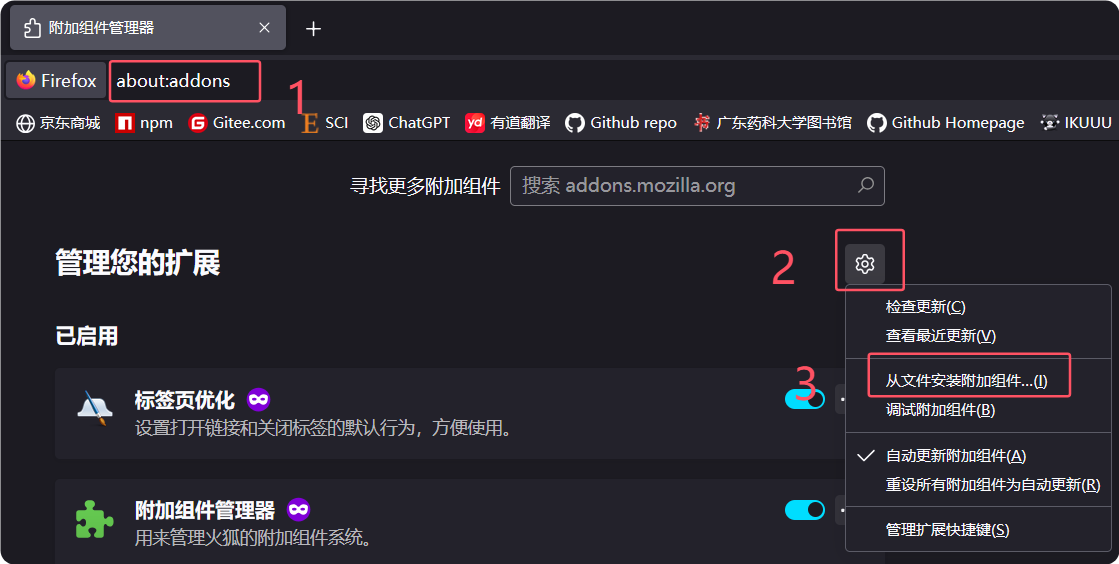 附加组件管理器
Firefox about:addons 1
京东商城 npm Gitee.com SCI ChatGPT 有道翻译 Github repo 广东药科大学图书馆 Github Homepage IKUUU
寻找更多附加组件 搜索 addons.mozilla.org
管理您的扩展 2
检查更新(C)
查看最近更新(V)
已启用
从文件安装附加组件...(I)
3
标签页优化
调试附加组件(B)
设置打开链接和关闭标签的默认行为，方便使用。
自动更新附加组件(A)
重设所有附加组件为自动更新(R)
附加组件管理器
管理扩展快捷键(S)
用来管理火狐的附加组件系统。